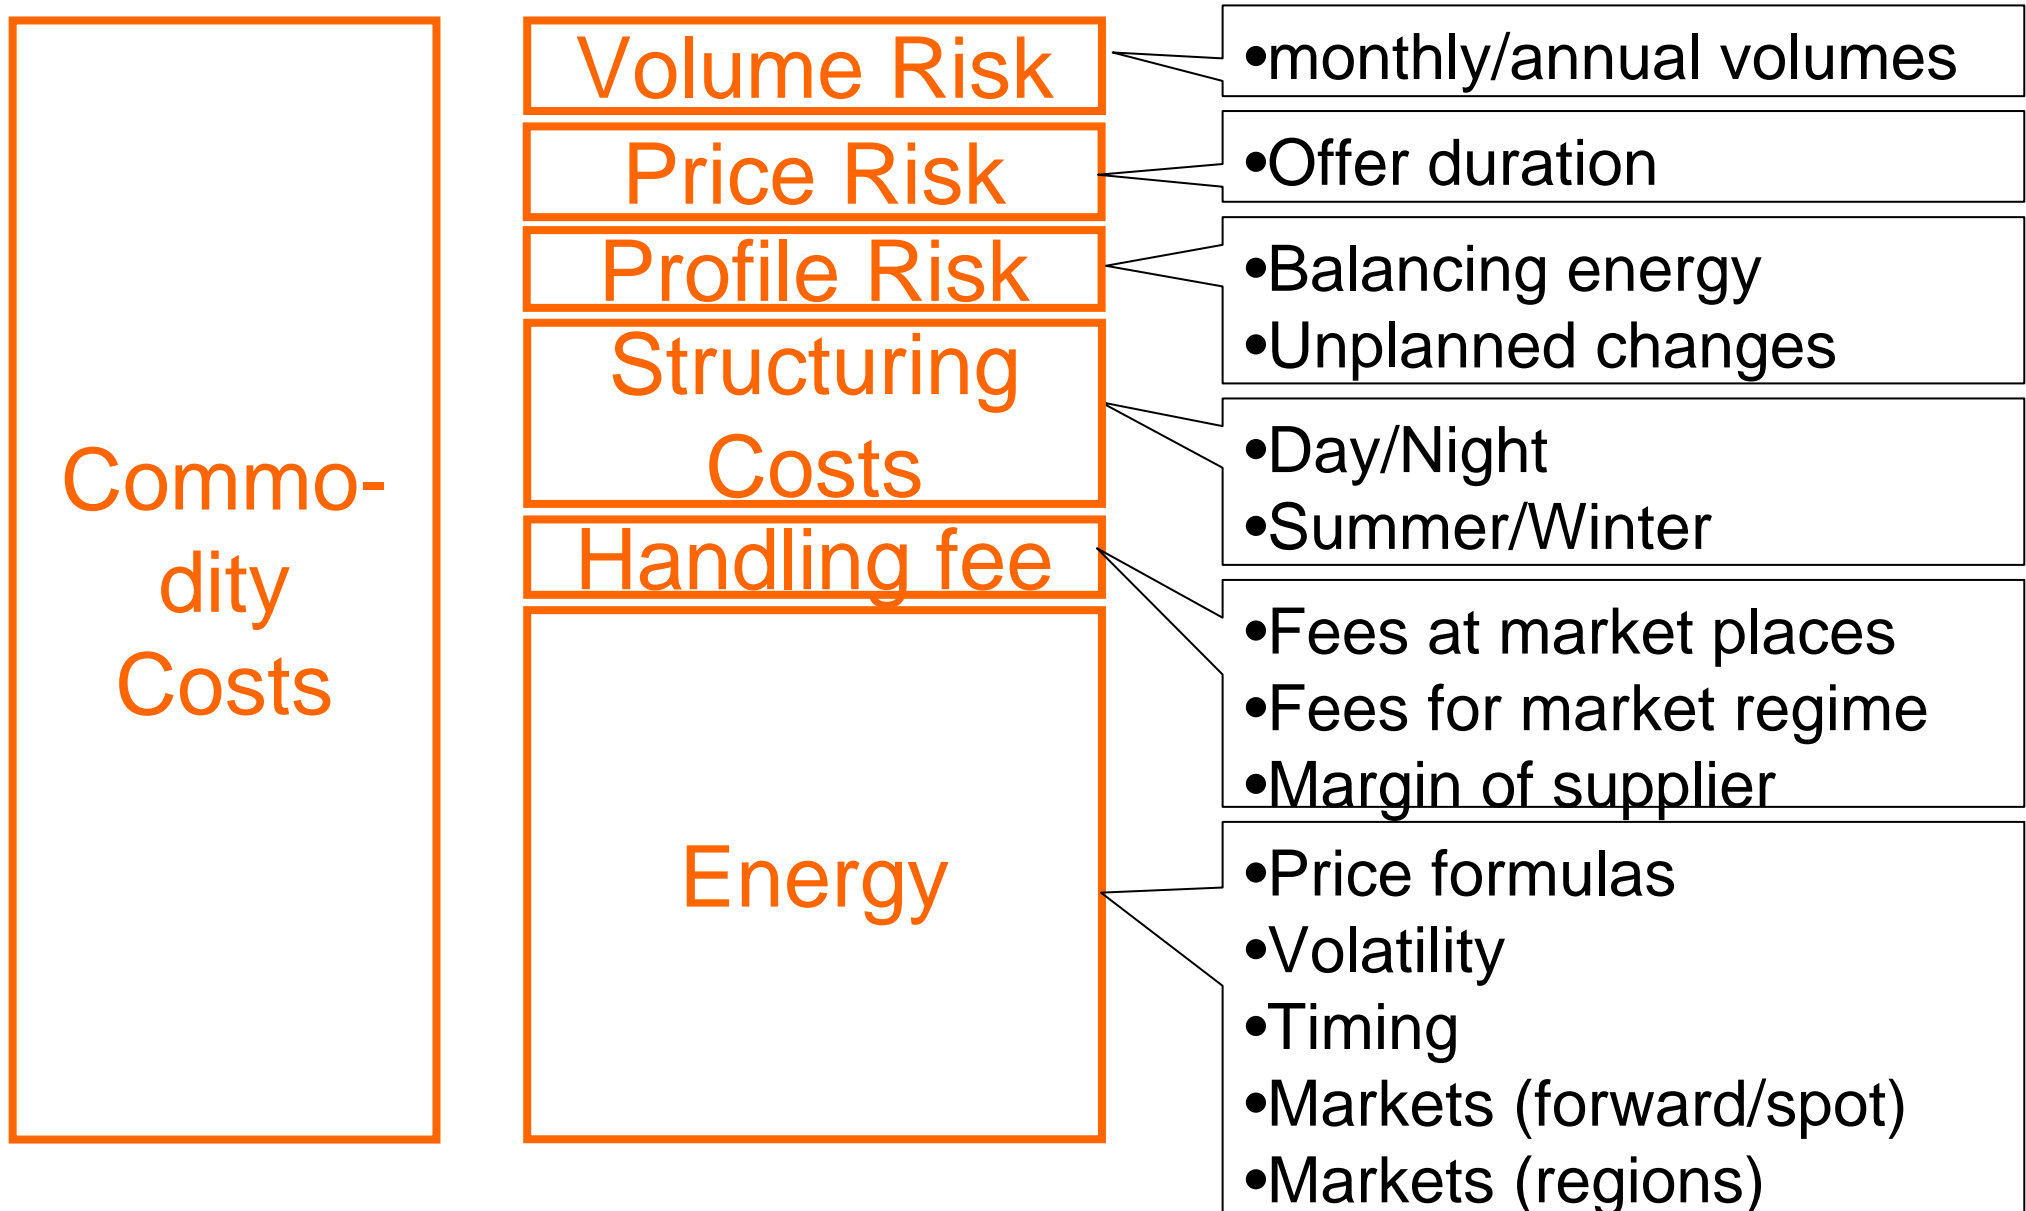 Commo-
dity
Costs
Volume Risk
•monthly/annual volumes
Price Risk
•Offer duration
Profile Risk
•Balancing energy
•Unplanned changes
Structuring
Costs
•Day/Night
•Summer/Winter
Handling fee
•Fees at market places
•Fees for market regime
•Margin of supplier
Energy
•Price formulas
•Volatility
•Timing
•Markets (forward/spot)
•Markets (regions)